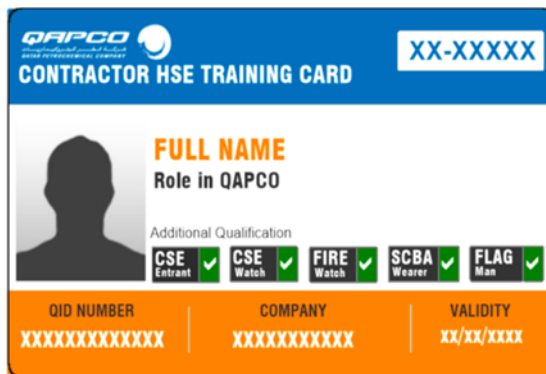 QAPCO
QATAR PETROCHEMICAL COMPANY
CONTRACTOR HSE TRAINING CARD
XX-XXXXX
FULL NAME
Role in QAPCO
Additional Qualification
CSE Entrant
CSE Watch
FIRE Watch
SCBA Wearer
FLAG Man
QID NUMBER
XXXXXXXXXXXXX
COMPANY
XXXXXXXXXXX
VALIDITY
XX/XX/XXXX